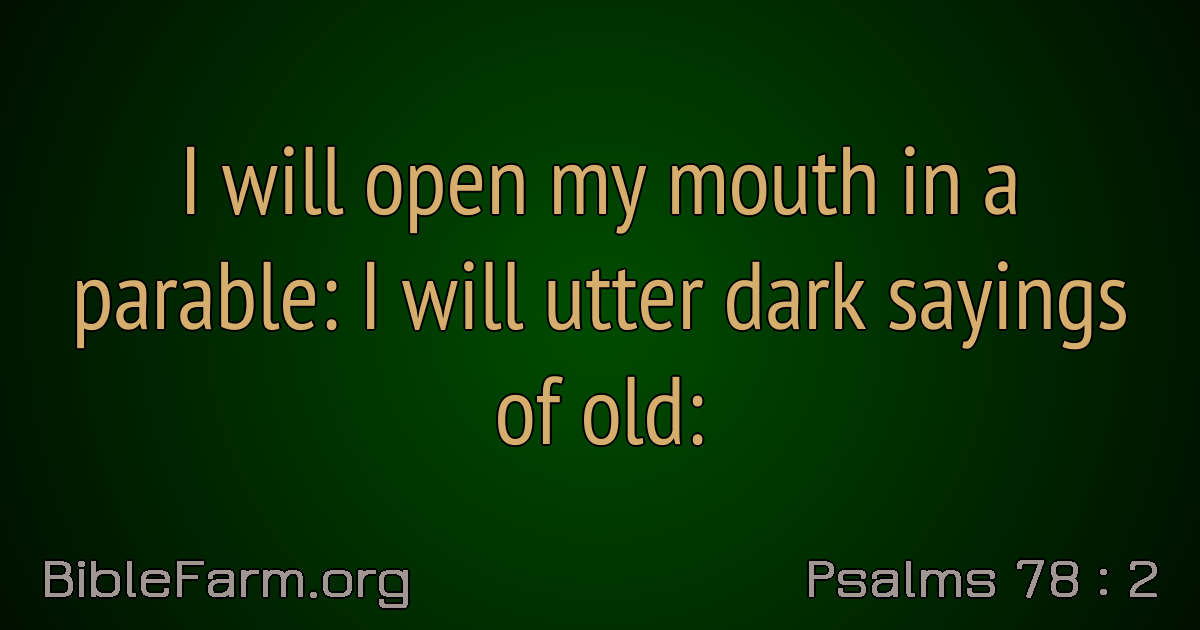 I will open my mouth in a
parable: I will utter dark sayings
of old:
BibleFarm.org
Psalms 78 : 2